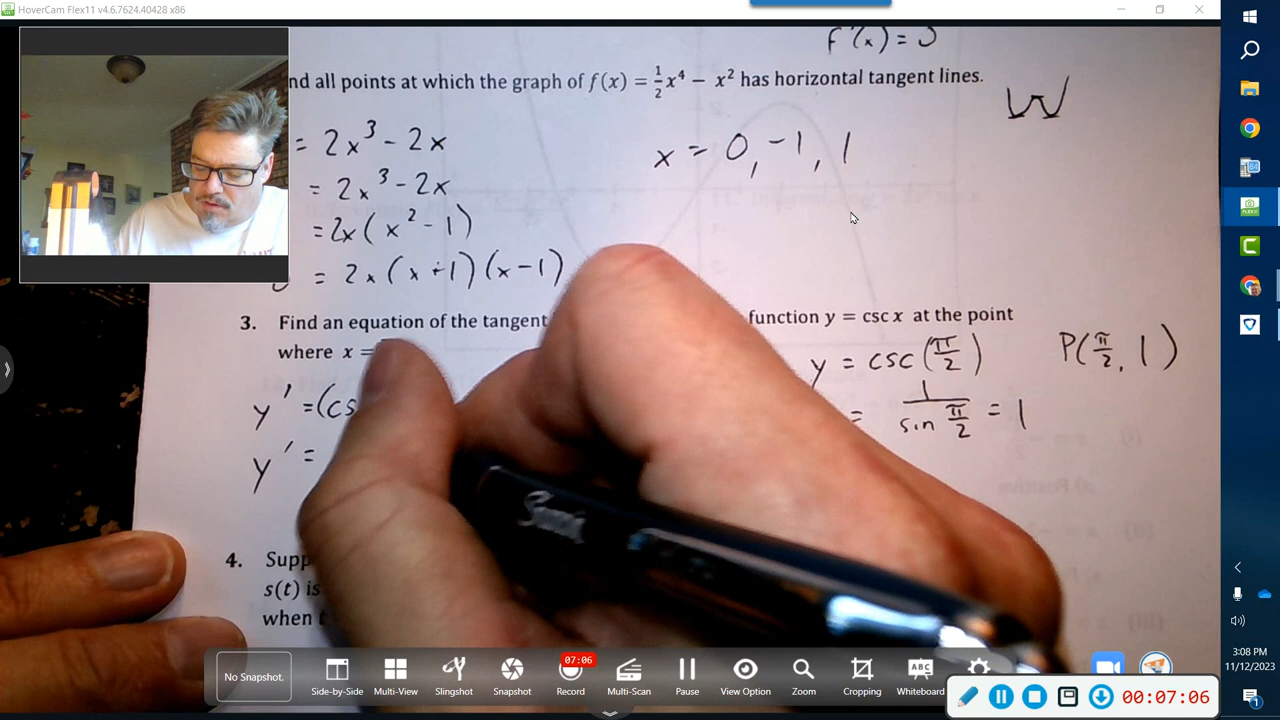 HoverCam Flex11 v4.6.7624.40428 x86
f'(x) = 0
nd all points at which the graph of f(x) = 1/2 x⁴ − x² has horizontal tangent lines.
W
= 2x³ - 2x
x = 0, -1, 1
= 2x³ - 2x
= 2x(x² - 1)
= 2x(x+1)(x-1)
3. Find an equation of the tangent function y = csc x at the point
where x =
y = csc(π/2)
P(π/2, 1)
y' = (cs
= 1/sin π/2 = 1
y' =
4. Supp
s(t) is
when t
No Snapshot.
Side-by-Side
Multi-View
Slingshot
Snapshot
07:06
Record
Multi-Scan
Pause
View Option
Zoom
Cropping
ABC
Whiteboard
00:07:06
3:08 PM
11/12/2023